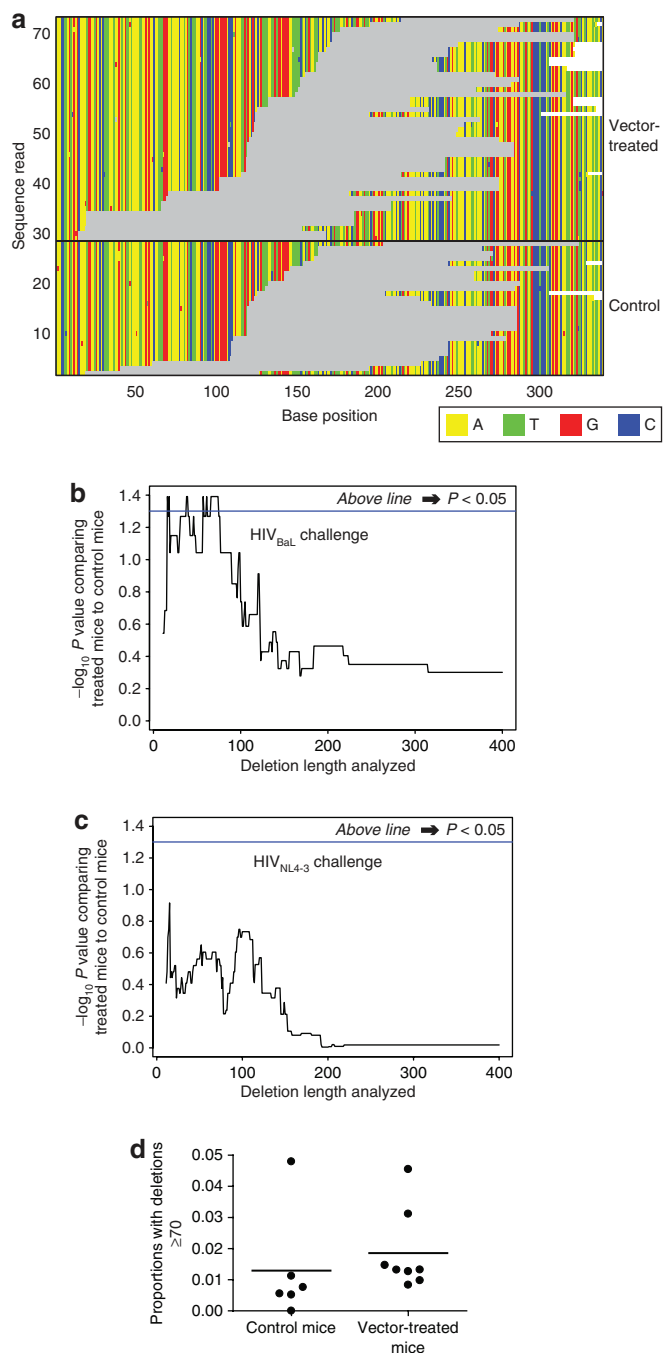 a
70
60
50
40
30
20
10
Sequence read
Vector-
treated
Control
50
100
150
200
250
300
Base position
A T G C
b
1.4
1.2
1.0
0.8
0.6
0.4
0.2
0.0
−log10 P value comparing
treated mice to control mice
Above line ➡ P < 0.05
HIVBaL challenge
0
100
200
300
400
Deletion length analyzed
c
1.4
1.2
1.0
0.8
0.6
0.4
0.2
0.0
−log10 P value comparing
treated mice to control mice
Above line ➡ P < 0.05
HIVNL4-3 challenge
0
100
200
300
400
Deletion length analyzed
d
0.05
0.04
0.03
0.02
0.01
0.00
Proportions with deletions
≥70
Control mice
Vector-treated
mice